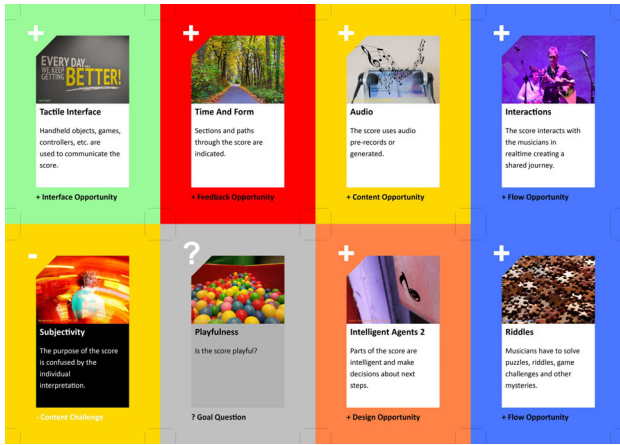 +
EVERY DAY...
WE KEEP
GETTING BETTER!
Tactile Interface
Handheld objects, games,
controllers, etc. are
used to communicate the
score.
+ Interface Opportunity
+
Time And Form
Sections and paths
through the score are
indicated.
+ Feedback Opportunity
+
Audio
The score uses audio
pre-records or
generated.
+ Content Opportunity
+
Interactions
The score interacts with
the musicians in
realtime creating a
shared journey.
+ Flow Opportunity
-
Subjectivity
The purpose of the score
is confused by the
individual
interpretation.
- Content Challenge
?
Playfulness
Is the score playful?
? Goal Question
+
Intelligent Agents 2
Parts of the score are
intelligent and make
decisions about next
steps.
+ Design Opportunity
+
Riddles
Musicians have to solve
puzzles, riddles, game
challenges and other
mysteries.
+ Flow Opportunity